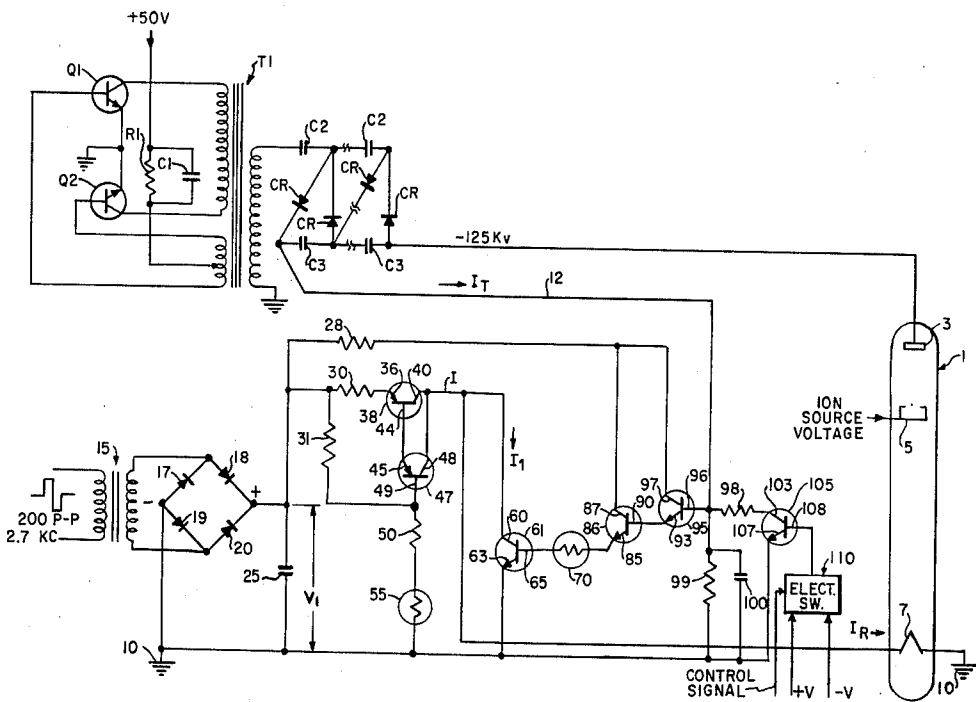 +50V
T1
Q1
R1
C1
Q2
C2
C2
CR
CR
CR
CR
C3
C3
-125Kv
I_T
12
3
1
28
30
36
40
I
38
44
31
I_1
ION
SOURCE
VOLTAGE
5
15
18
17
45
48
49
47
97
96
98
103
105
87
90
108
60
61
86
107
200 P-P
2.7 KC
-
+
19
20
50
63
65
70
85
93
95
110
25
V_1
55
99
100
ELECT.
SW.
7
I_R
10
CONTROL
SIGNAL
+V
-V
10